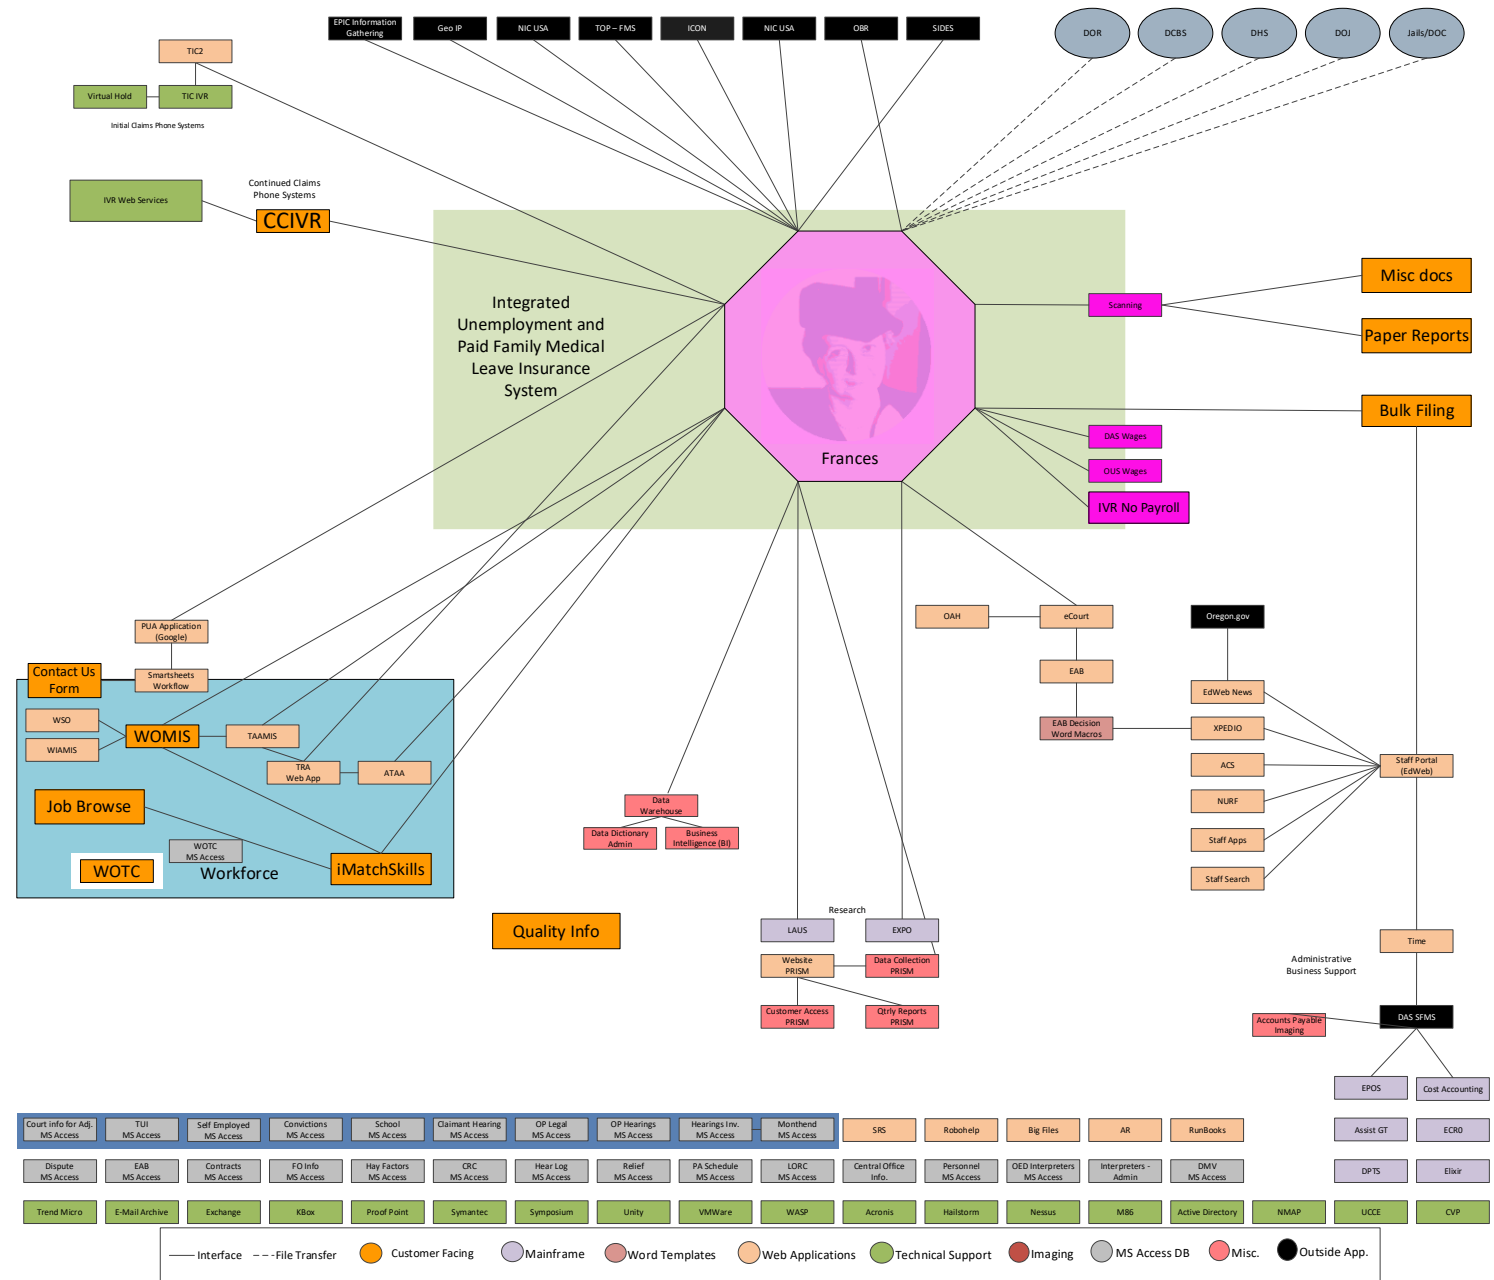 EPIC Information
Gathering
Geo IP
NIC USA
TOP – FMS
ICON
NIC USA
OBR
SIDES
DOR
DCBS
DHS
DOJ
Jails/DOC
TIC2
Virtual Hold
TIC IVR
Initial Claims Phone Systems
IVR Web Services
Continued Claims
Phone Systems
CCIVR
Integrated
Unemployment and
Paid Family Medical
Leave Insurance
System
Frances
Scanning
Misc docs
Paper Reports
Bulk Filing
DAS Wages
OUS Wages
IVR No Payroll
PUA Application
(Google)
Contact Us
Form
Smartsheets
Workflow
WSO
WIAMIS
WOMIS
TAAMIS
TRA
Web App
ATAA
Job Browse
WOTC
MS Access
WOTC
Workforce
iMatchSkills
Quality Info
Data
Warehouse
Data Dictionary
Admin
Business
Intelligence (BI)
OAH
eCourt
EAB
EAB Decision
Word Macros
Oregon.gov
EdWeb News
XPEDIO
ACS
NURF
Staff Apps
Staff Search
Staff Portal
(EdWeb)
Research
LAUS
EXPO
Website
PRISM
Data Collection
PRISM
Customer Access
PRISM
Qtrly Reports
PRISM
Time
Administrative
Business Support
Accounts Payable
Imaging
DAS SFMS
EPOS
Cost Accounting
Court info for Adj.
MS Access
TUI
MS Access
Self Employed
MS Access
Convictions
MS Access
School
MS Access
Claimant Hearing
MS Access
OP Legal
MS Access
OP Hearings
MS Access
Hearings Inv.
MS Access
Monthend
MS Access
SRS
Robohelp
Big Files
AR
RunBooks
Assist GT
ECR0
Dispute
MS Access
EAB
MS Access
Contracts
MS Access
FO Info
MS Access
Hay Factors
MS Access
CRC
MS Access
Hear Log
MS Access
Relief
MS Access
PA Schedule
MS Access
LORC
MS Access
Central Office
Info.
Personnel
MS Access
OED Interpreters
MS Access
Interpreters -
Admin
DMV
MS Access
DPTS
Elixir
Trend Micro
E-Mail Archive
Exchange
KBox
Proof Point
Symantec
Symposium
Unity
VMWare
WASP
Acronis
Hailstorm
Nessus
M86
Active Directory
NMAP
UCCE
CVP
Interface
File Transfer
Customer Facing
Mainframe
Word Templates
Web Applications
Technical Support
Imaging
MS Access DB
Misc.
Outside App.